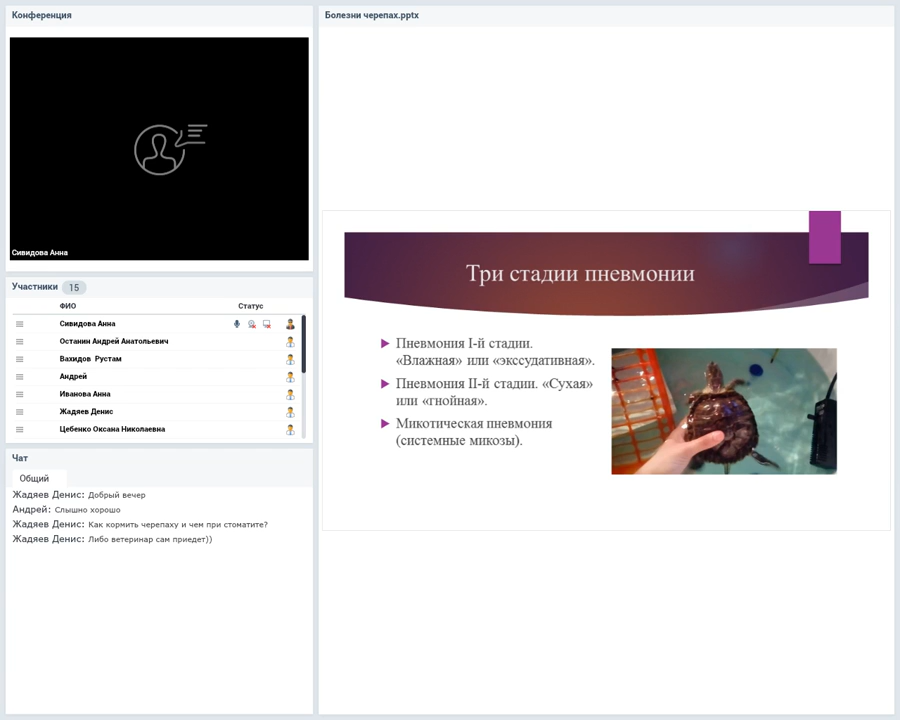 Конференция
Сивидова Анна
Участники 15
ФИО Статус
Сивидова Анна
Останин Андрей Анатольевич
Вахидов Рустам
Андрей
Иванова Анна
Жадяев Денис
Цебенко Оксана Николаевна
Чат
Общий
Жадяев Денис: Добрый вечер
Андрей: Слышно хорошо
Жадяев Денис: Как кормить черепаху и чем при стоматите?
Жадяев Денис: Либо ветеринар сам приедет))
Болезни черепах.pptx
Три стадии пневмонии
Пневмония I-й стадии.
«Влажная» или «экссудативная».
Пневмония II-й стадии. «Сухая»
или «гнойная».
Микотическая пневмония
(системные микозы).